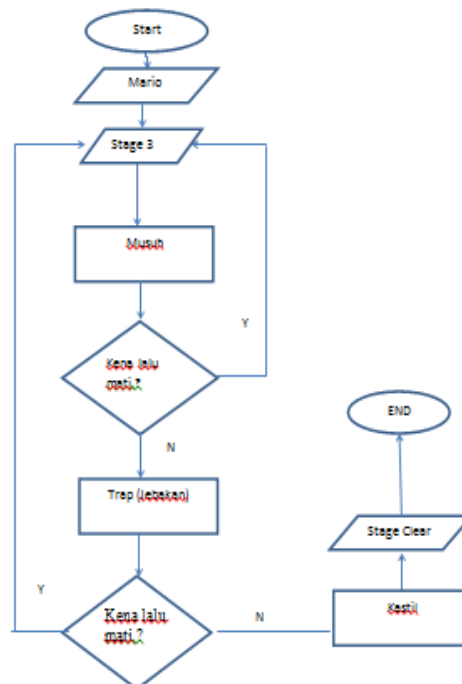 Start
Mario
Stage 3
Musuh
Kena lalu
mati.?
Y
N
Trap (Jebakan)
Kena lalu
mati.?
Y
N
Kastil
Stage Clear
END